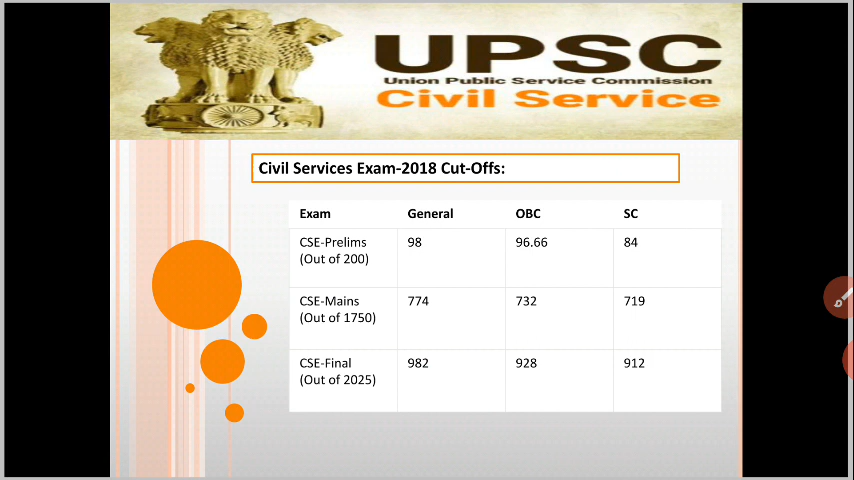 UPSC
Union Public Service Commission
Civil Service
Civil Services Exam-2018 Cut-Offs:
Exam General OBC SC
CSE-Prelims 98 96.66 84
(Out of 200)
CSE-Mains 774 732 719
(Out of 1750)
CSE-Final 982 928 912
(Out of 2025)